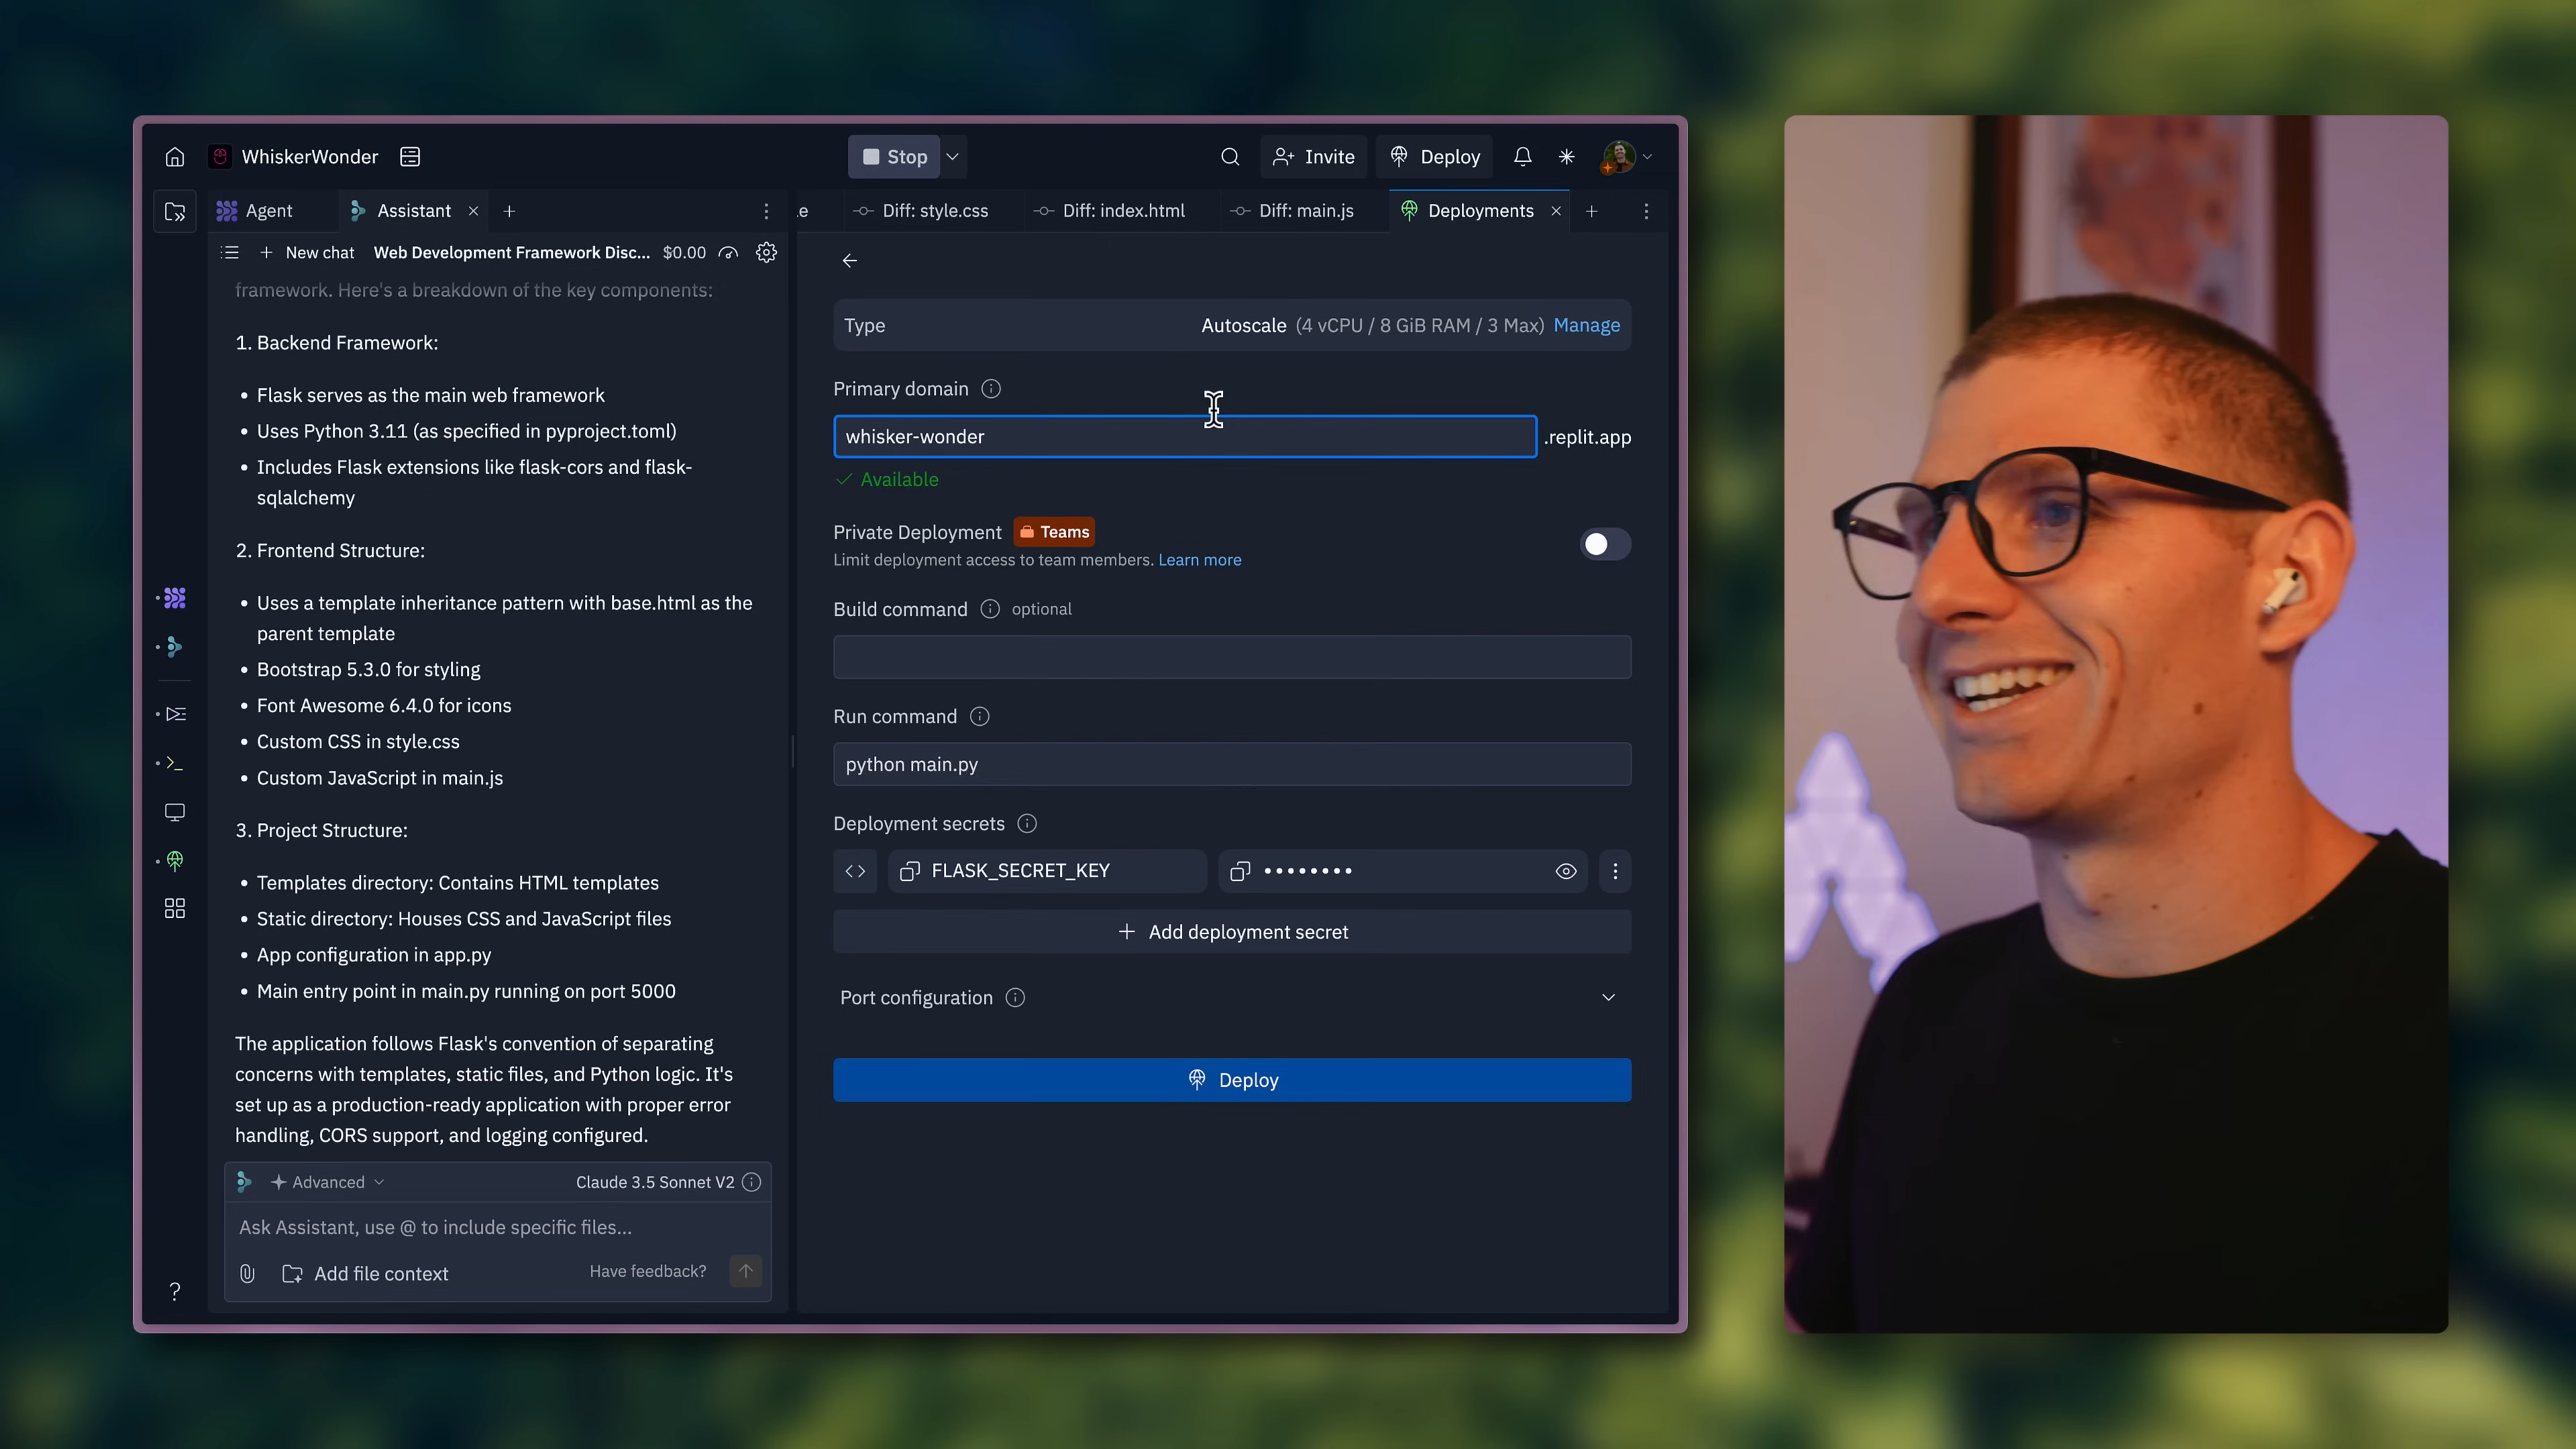 WhiskerWonder
Stop
Invite
Deploy
Agent
Assistant
New chat
Web Development Framework Disc...
$0.00
framework. Here's a breakdown of the key components:
1. Backend Framework:
• Flask serves as the main web framework
• Uses Python 3.11 (as specified in pyproject.toml)
• Includes Flask extensions like flask-cors and flask-
sqlalchemy
2. Frontend Structure:
• Uses a template inheritance pattern with base.html as the
parent template
• Bootstrap 5.3.0 for styling
• Font Awesome 6.4.0 for icons
• Custom CSS in style.css
• Custom JavaScript in main.js
3. Project Structure:
• Templates directory: Contains HTML templates
• Static directory: Houses CSS and JavaScript files
• App configuration in app.py
• Main entry point in main.py running on port 5000
The application follows Flask's convention of separating
concerns with templates, static files, and Python logic. It's
set up as a production-ready application with proper error
handling, CORS support, and logging configured.
Advanced
Claude 3.5 Sonnet V2
Ask Assistant, use @ to include specific files...
Add file context
Have feedback?
.e
Diff: style.css
Diff: index.html
Diff: main.js
Deployments
Type
Autoscale (4 vCPU / 8 GiB RAM / 3 Max) Manage
Primary domain
whisker-wonder
.replit.app
Available
Private Deployment
Teams
Limit deployment access to team members. Learn more
Build command
optional
Run command
python main.py
Deployment secrets
FLASK_SECRET_KEY
••••••••
+ Add deployment secret
Port configuration
Deploy